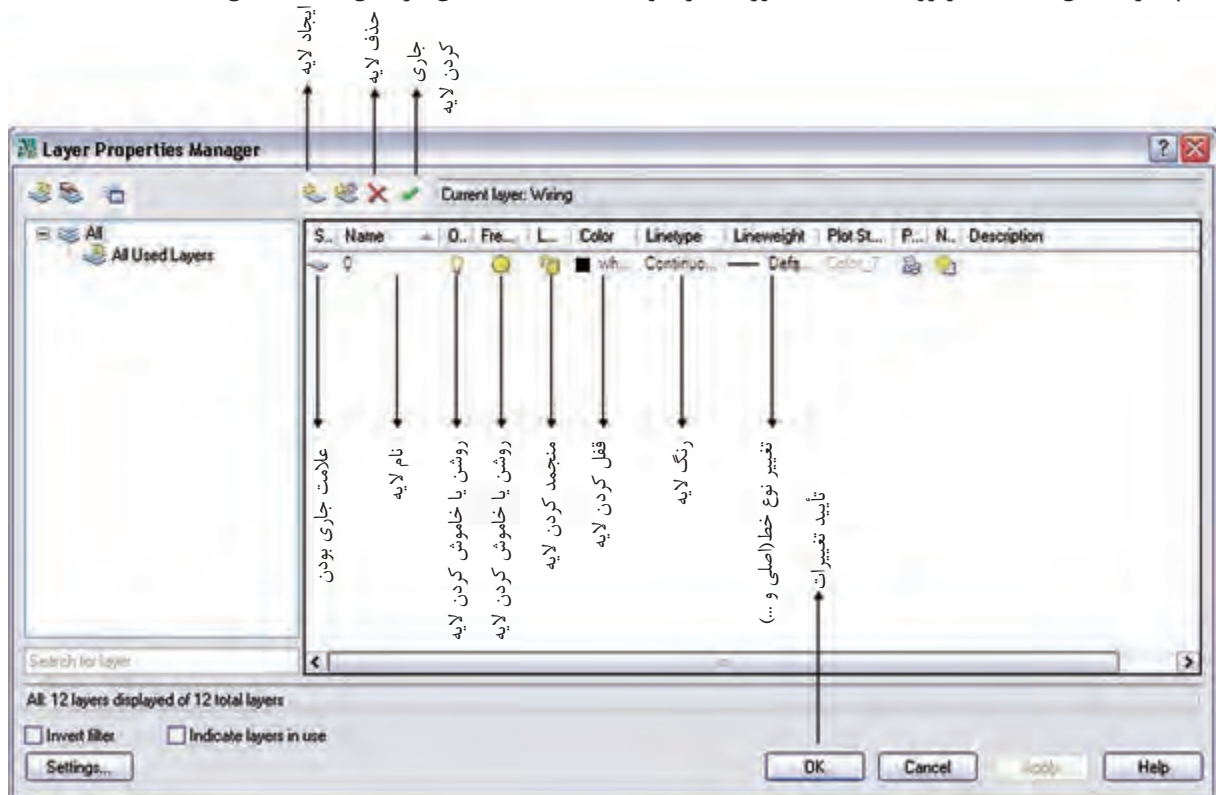 ایجاد لایه
حذف لایه
جاری
کردن لایه
Layer Properties Manager
Current layer: Wiring
All
All Used Layers
S.. Name O.. Fre... L... Color Linetype Lineweight Plot St... P... N.. Description
0 wh... Continuo... Defa... Color_7
علامت جاری بودن
نام لایه
روشن یا خاموش کردن لایه
روشن یا خاموش کردن لایه
منجمد کردن لایه
قفل کردن لایه
رنگ لایه
تغییر نوع خط(اصلی و ...)
تأیید تغییرات
Search for layer
All: 12 layers displayed of 12 total layers
Invert filter Indicate layers in use
Settings... OK Cancel Apply Help